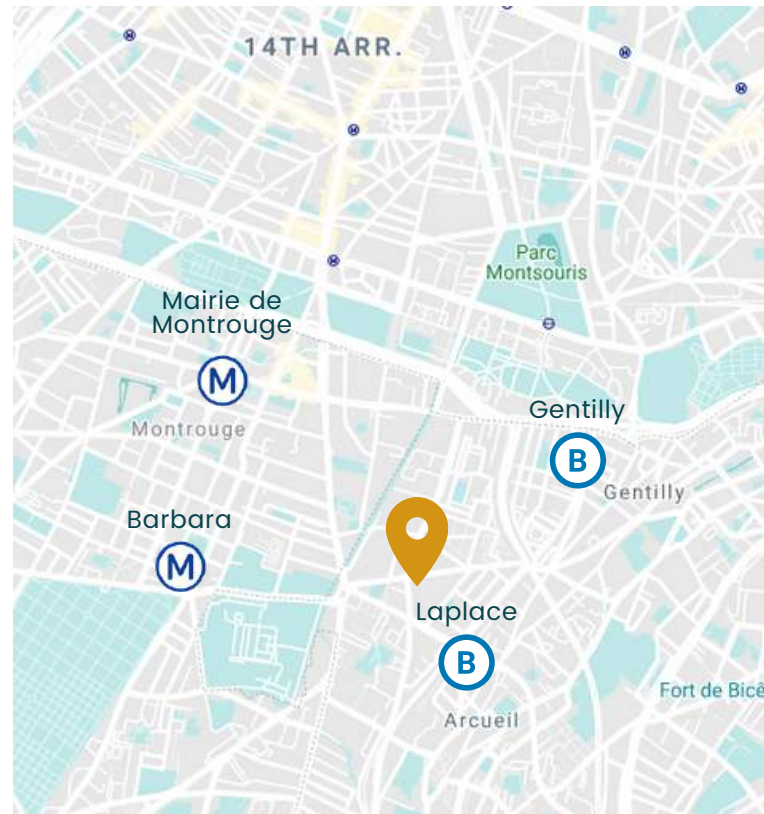 14TH ARR.
Parc
Montsouris
Mairie de
Montrouge
M
Montrouge
Gentilly
B
Gentilly
Barbara
M
Laplace
B
Fort de Bicê
Arcueil